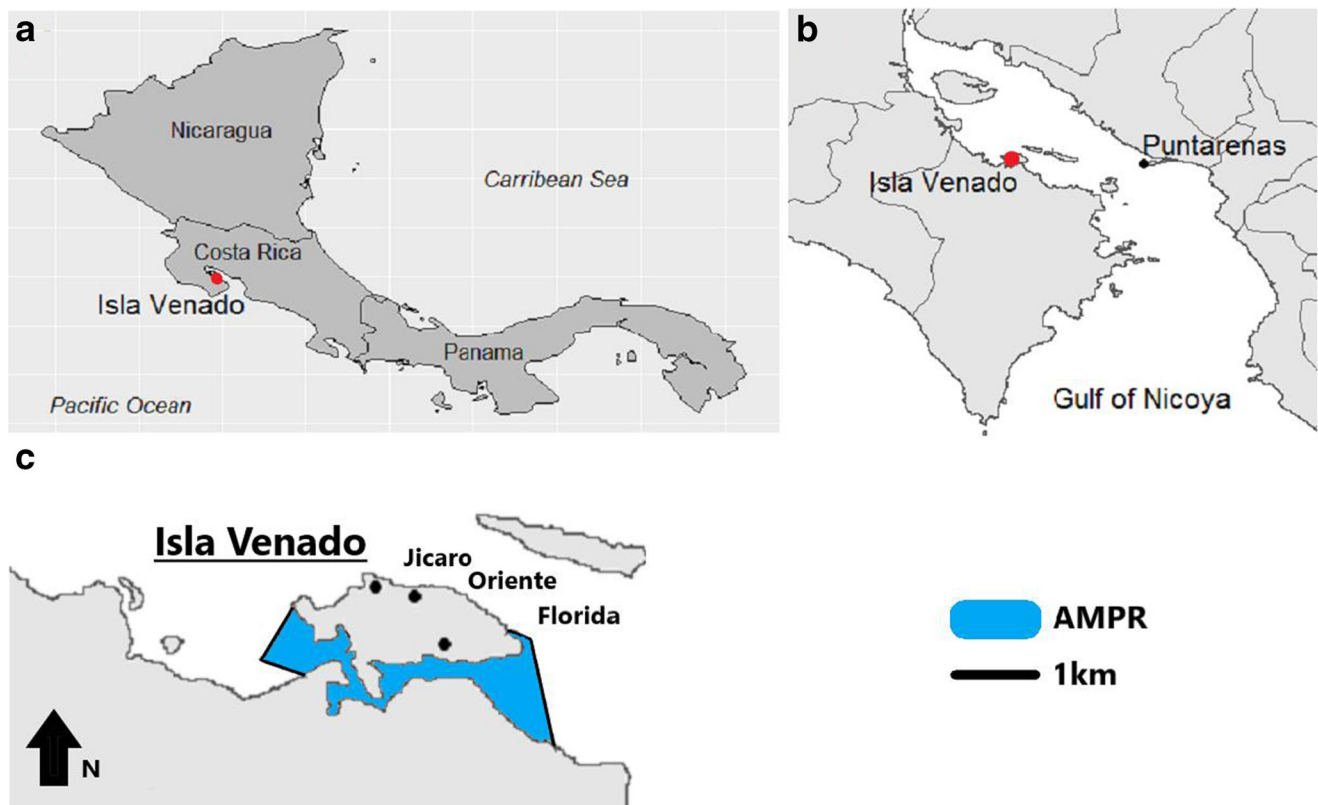 a
Nicaragua
Carribean Sea
Costa Rica
Isla Venado
Panama
Pacific Ocean
b
Puntarenas
Isla Venado
Gulf of Nicoya
c
Isla Venado
Jicaro
Oriente
Florida
N
AMPR
1km